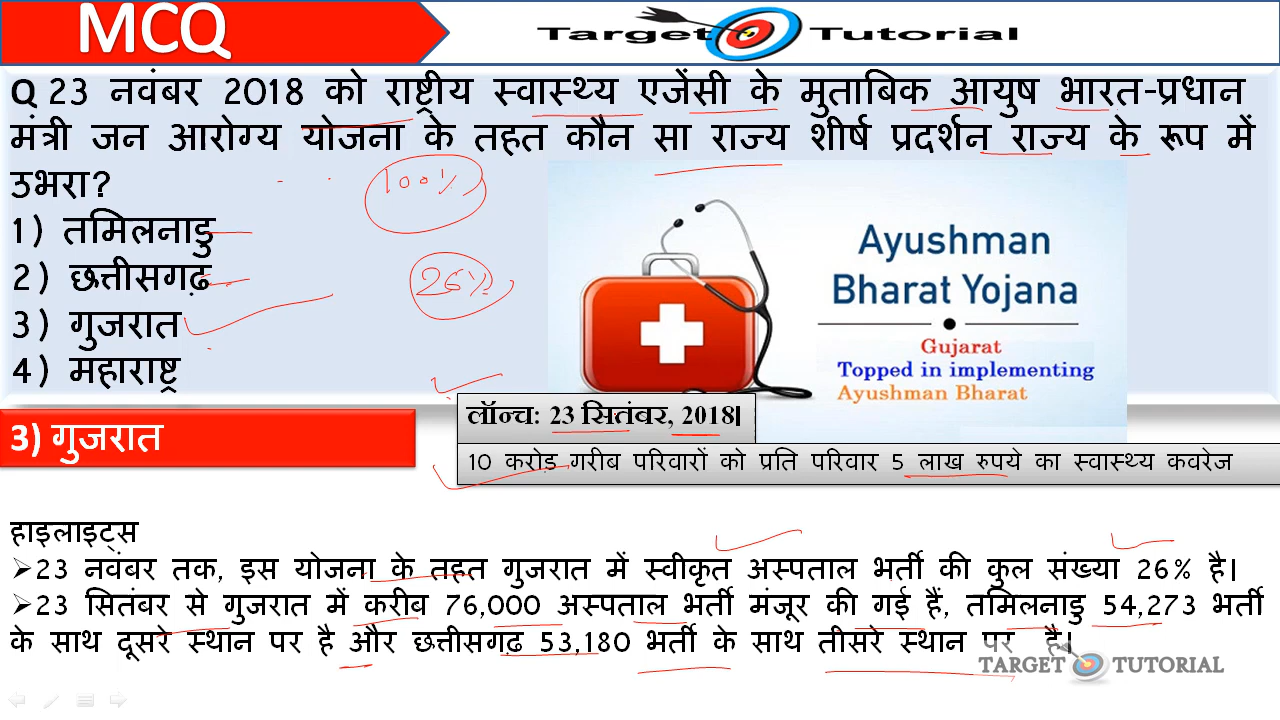 MCQ
Target Tutorial
Q 23 नवंबर 2018 को राष्ट्रीय स्वास्थ्य एजेंसी के मुताबिक आयुष भारत-प्रधान
मंत्री जन आरोग्य योजना के तहत कौन सा राज्य शीर्ष प्रदर्शन राज्य के रूप में
उभरा?
100%
1) तमिलनाडु
2) छत्तीसगढ़
26%
3) गुजरात
4) महाराष्ट्र
Ayushman
Bharat Yojana
Gujarat
Topped in implementing
Ayushman Bharat
3) गुजरात
लॉन्च: 23 सितंबर, 2018।
10 करोड़ गरीब परिवारों को प्रति परिवार 5 लाख रुपये का स्वास्थ्य कवरेज
हाइलाइट्स
➢23 नवंबर तक, इस योजना के तहत गुजरात में स्वीकृत अस्पताल भर्ती की कुल संख्या 26% है।
➢23 सितंबर से गुजरात में करीब 76,000 अस्पताल भर्ती मंजूर की गई हैं, तमिलनाडु 54,273 भर्ती
के साथ दूसरे स्थान पर है और छत्तीसगढ़ 53,180 भर्ती के साथ तीसरे स्थान पर है।
TARGET TUTORIAL